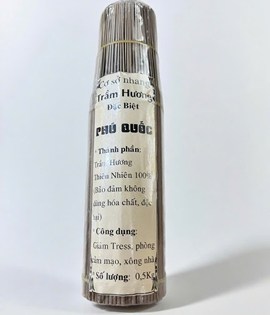 Cơ sở nhang
Trầm Hương
Đặc Biệt
PHÚ QUỐC
* Thành phần:
Trầm Hương
Thiên Nhiên 100%
(Bảo đảm không
dùng hóa chất, độc
hại)
* Công dụng:
Giảm Tress. phòng
cảm mạo, xông nhà
* Số lượng: 0,5Kg